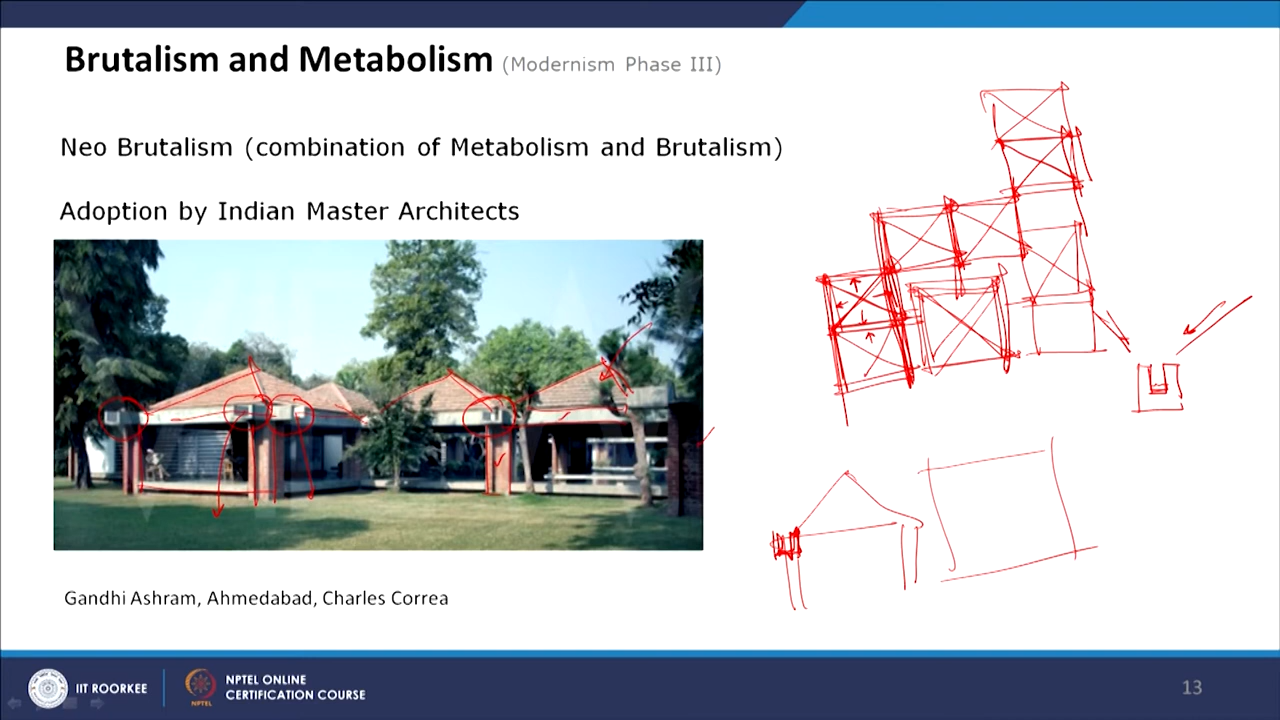 Brutalism and Metabolism (Modernism Phase III)
Neo Brutalism (combination of Metabolism and Brutalism)
Adoption by Indian Master Architects
Gandhi Ashram, Ahmedabad, Charles Correa
IIT ROORKEE
NPTEL ONLINE
CERTIFICATION COURSE
NPTEL
13